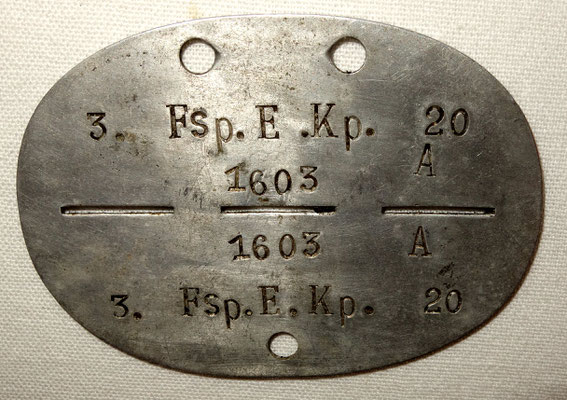 3. Fsp. E .Kp. 20
1603 A
1603 A
3. Fsp. E. Kp. 20